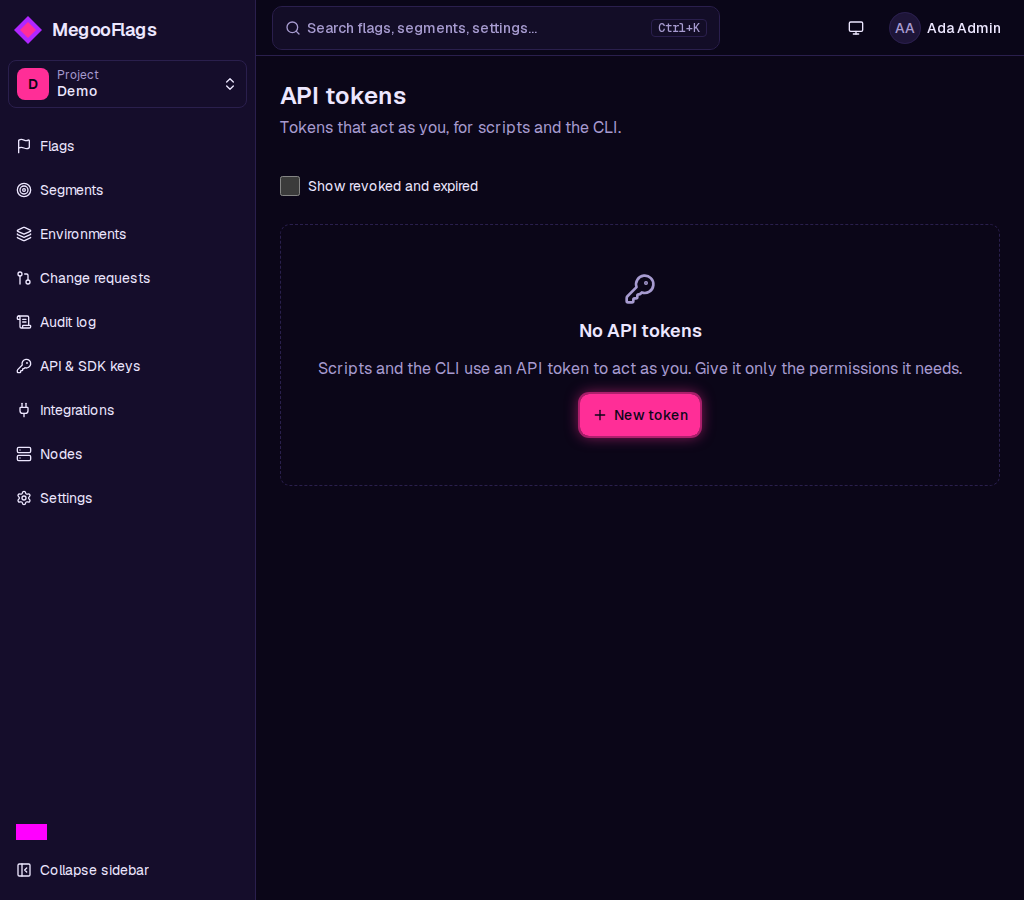 MegooFlags
Search flags, segments, settings...
Ctrl+K
AA
Ada Admin
D
Project
Demo
Flags
Segments
Environments
Change requests
Audit log
API & SDK keys
Integrations
Nodes
Settings
Collapse sidebar
API tokens
Tokens that act as you, for scripts and the CLI.
Show revoked and expired
No API tokens
Scripts and the CLI use an API token to act as you. Give it only the permissions it needs.
New token